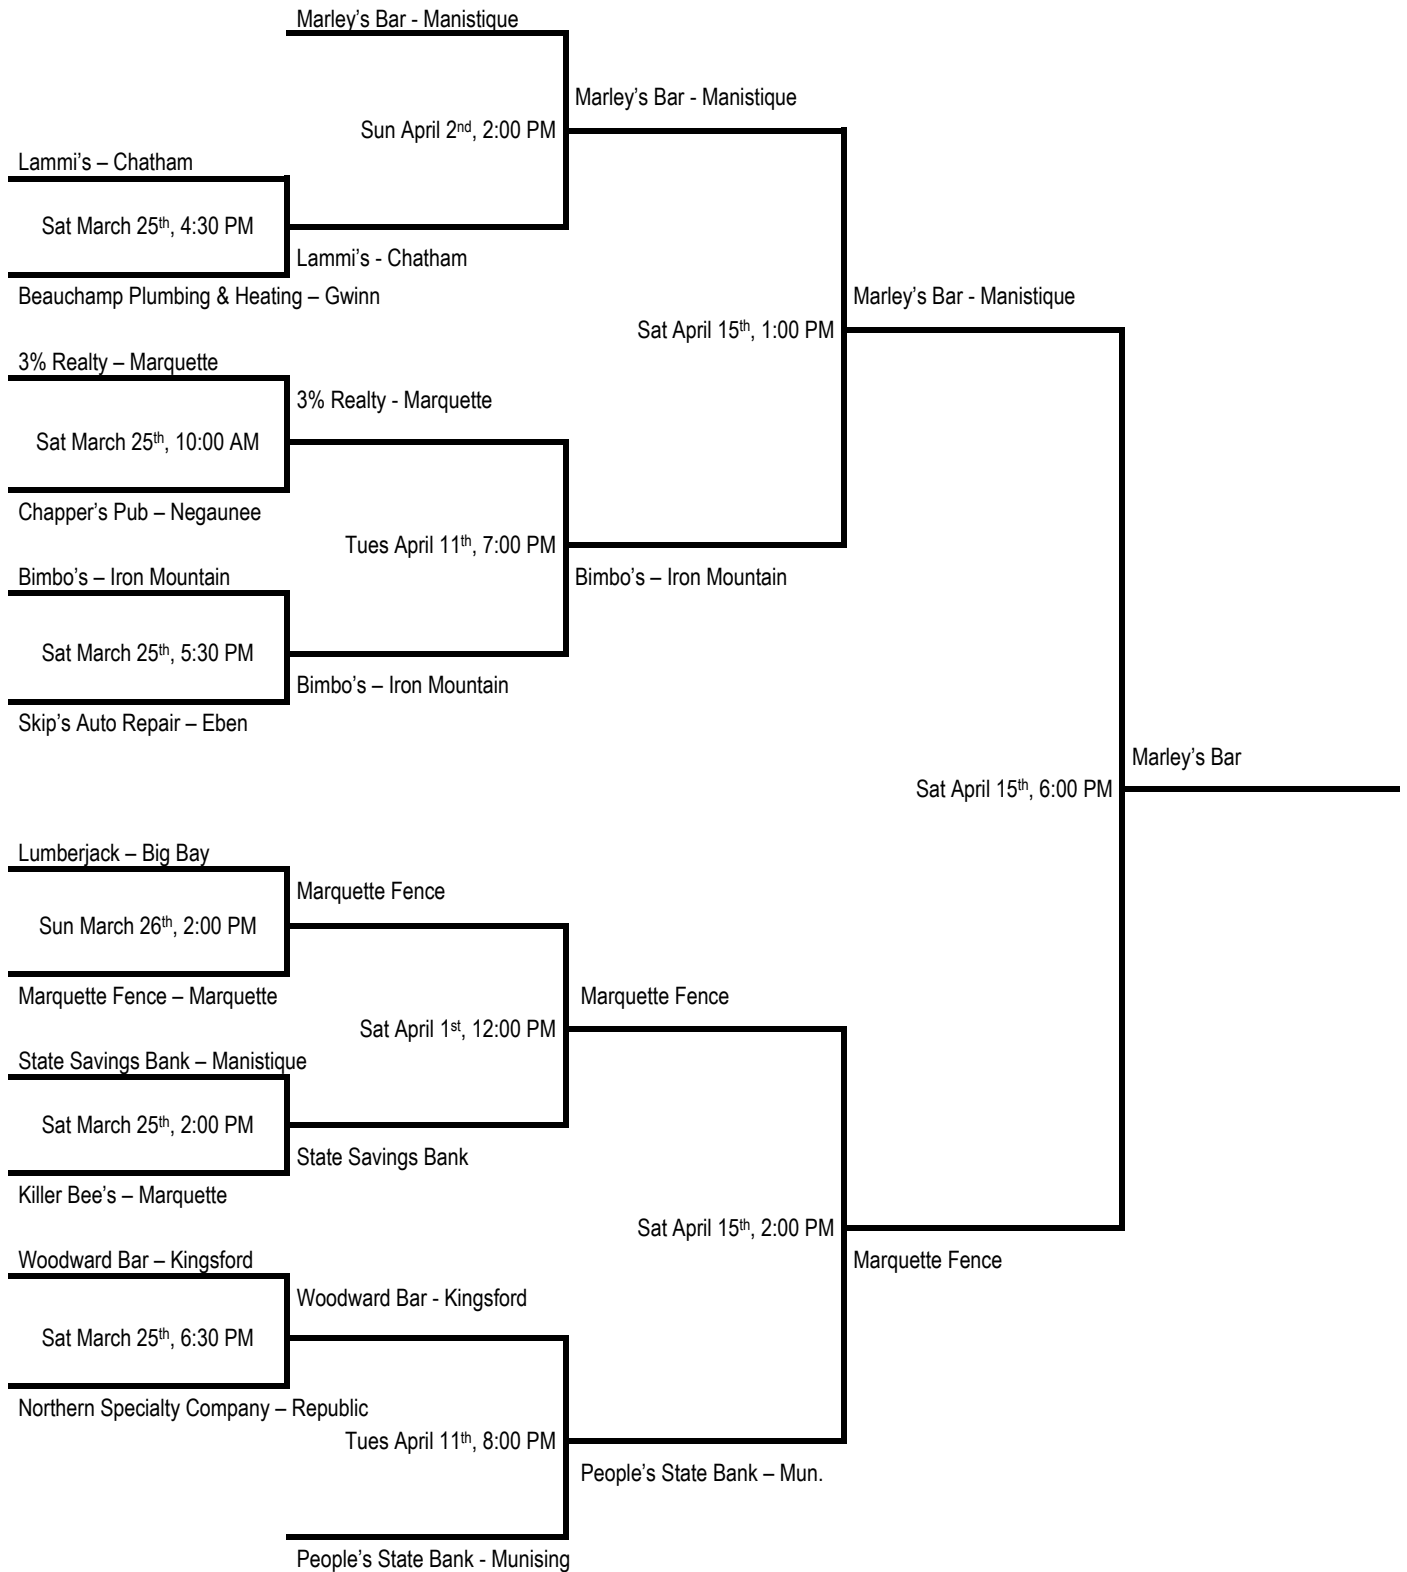 Marley’s Bar - Manistique
Marley’s Bar - Manistique
Sun April 2nd, 2:00 PM
Lammi’s – Chatham
Sat March 25th, 4:30 PM
Lammi’s - Chatham
Beauchamp Plumbing & Heating – Gwinn
Marley’s Bar - Manistique
Sat April 15th, 1:00 PM
3% Realty – Marquette
3% Realty - Marquette
Sat March 25th, 10:00 AM
Chapper’s Pub – Negaunee
Tues April 11th, 7:00 PM
Bimbo’s – Iron Mountain
Bimbo’s – Iron Mountain
Sat March 25th, 5:30 PM
Bimbo’s – Iron Mountain
Skip’s Auto Repair – Eben
Marley’s Bar
Sat April 15th, 6:00 PM
Lumberjack – Big Bay
Marquette Fence
Sun March 26th, 2:00 PM
Marquette Fence – Marquette
Marquette Fence
Sat April 1st, 12:00 PM
State Savings Bank – Manistique
Sat March 25th, 2:00 PM
State Savings Bank
Killer Bee’s – Marquette
Sat April 15th, 2:00 PM
Marquette Fence
Woodward Bar – Kingsford
Woodward Bar - Kingsford
Sat March 25th, 6:30 PM
Northern Specialty Company – Republic
Tues April 11th, 8:00 PM
People’s State Bank – Mun.
People’s State Bank - Munising